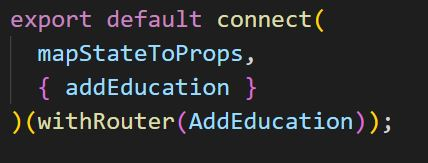 export default connect(
  mapStateToProps,
  { addEducation }
)(withRouter(AddEducation));